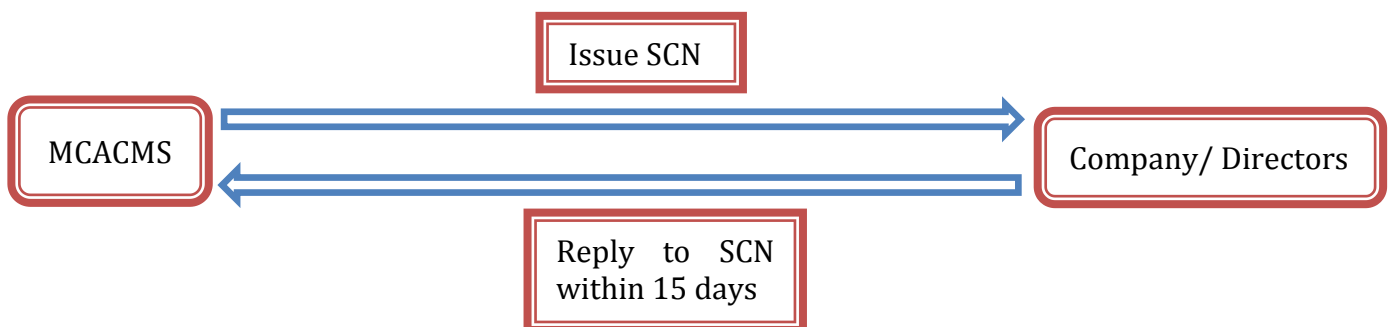 Issue SCN
MCACMS
Company/ Directors
Reply to SCN
within 15 days